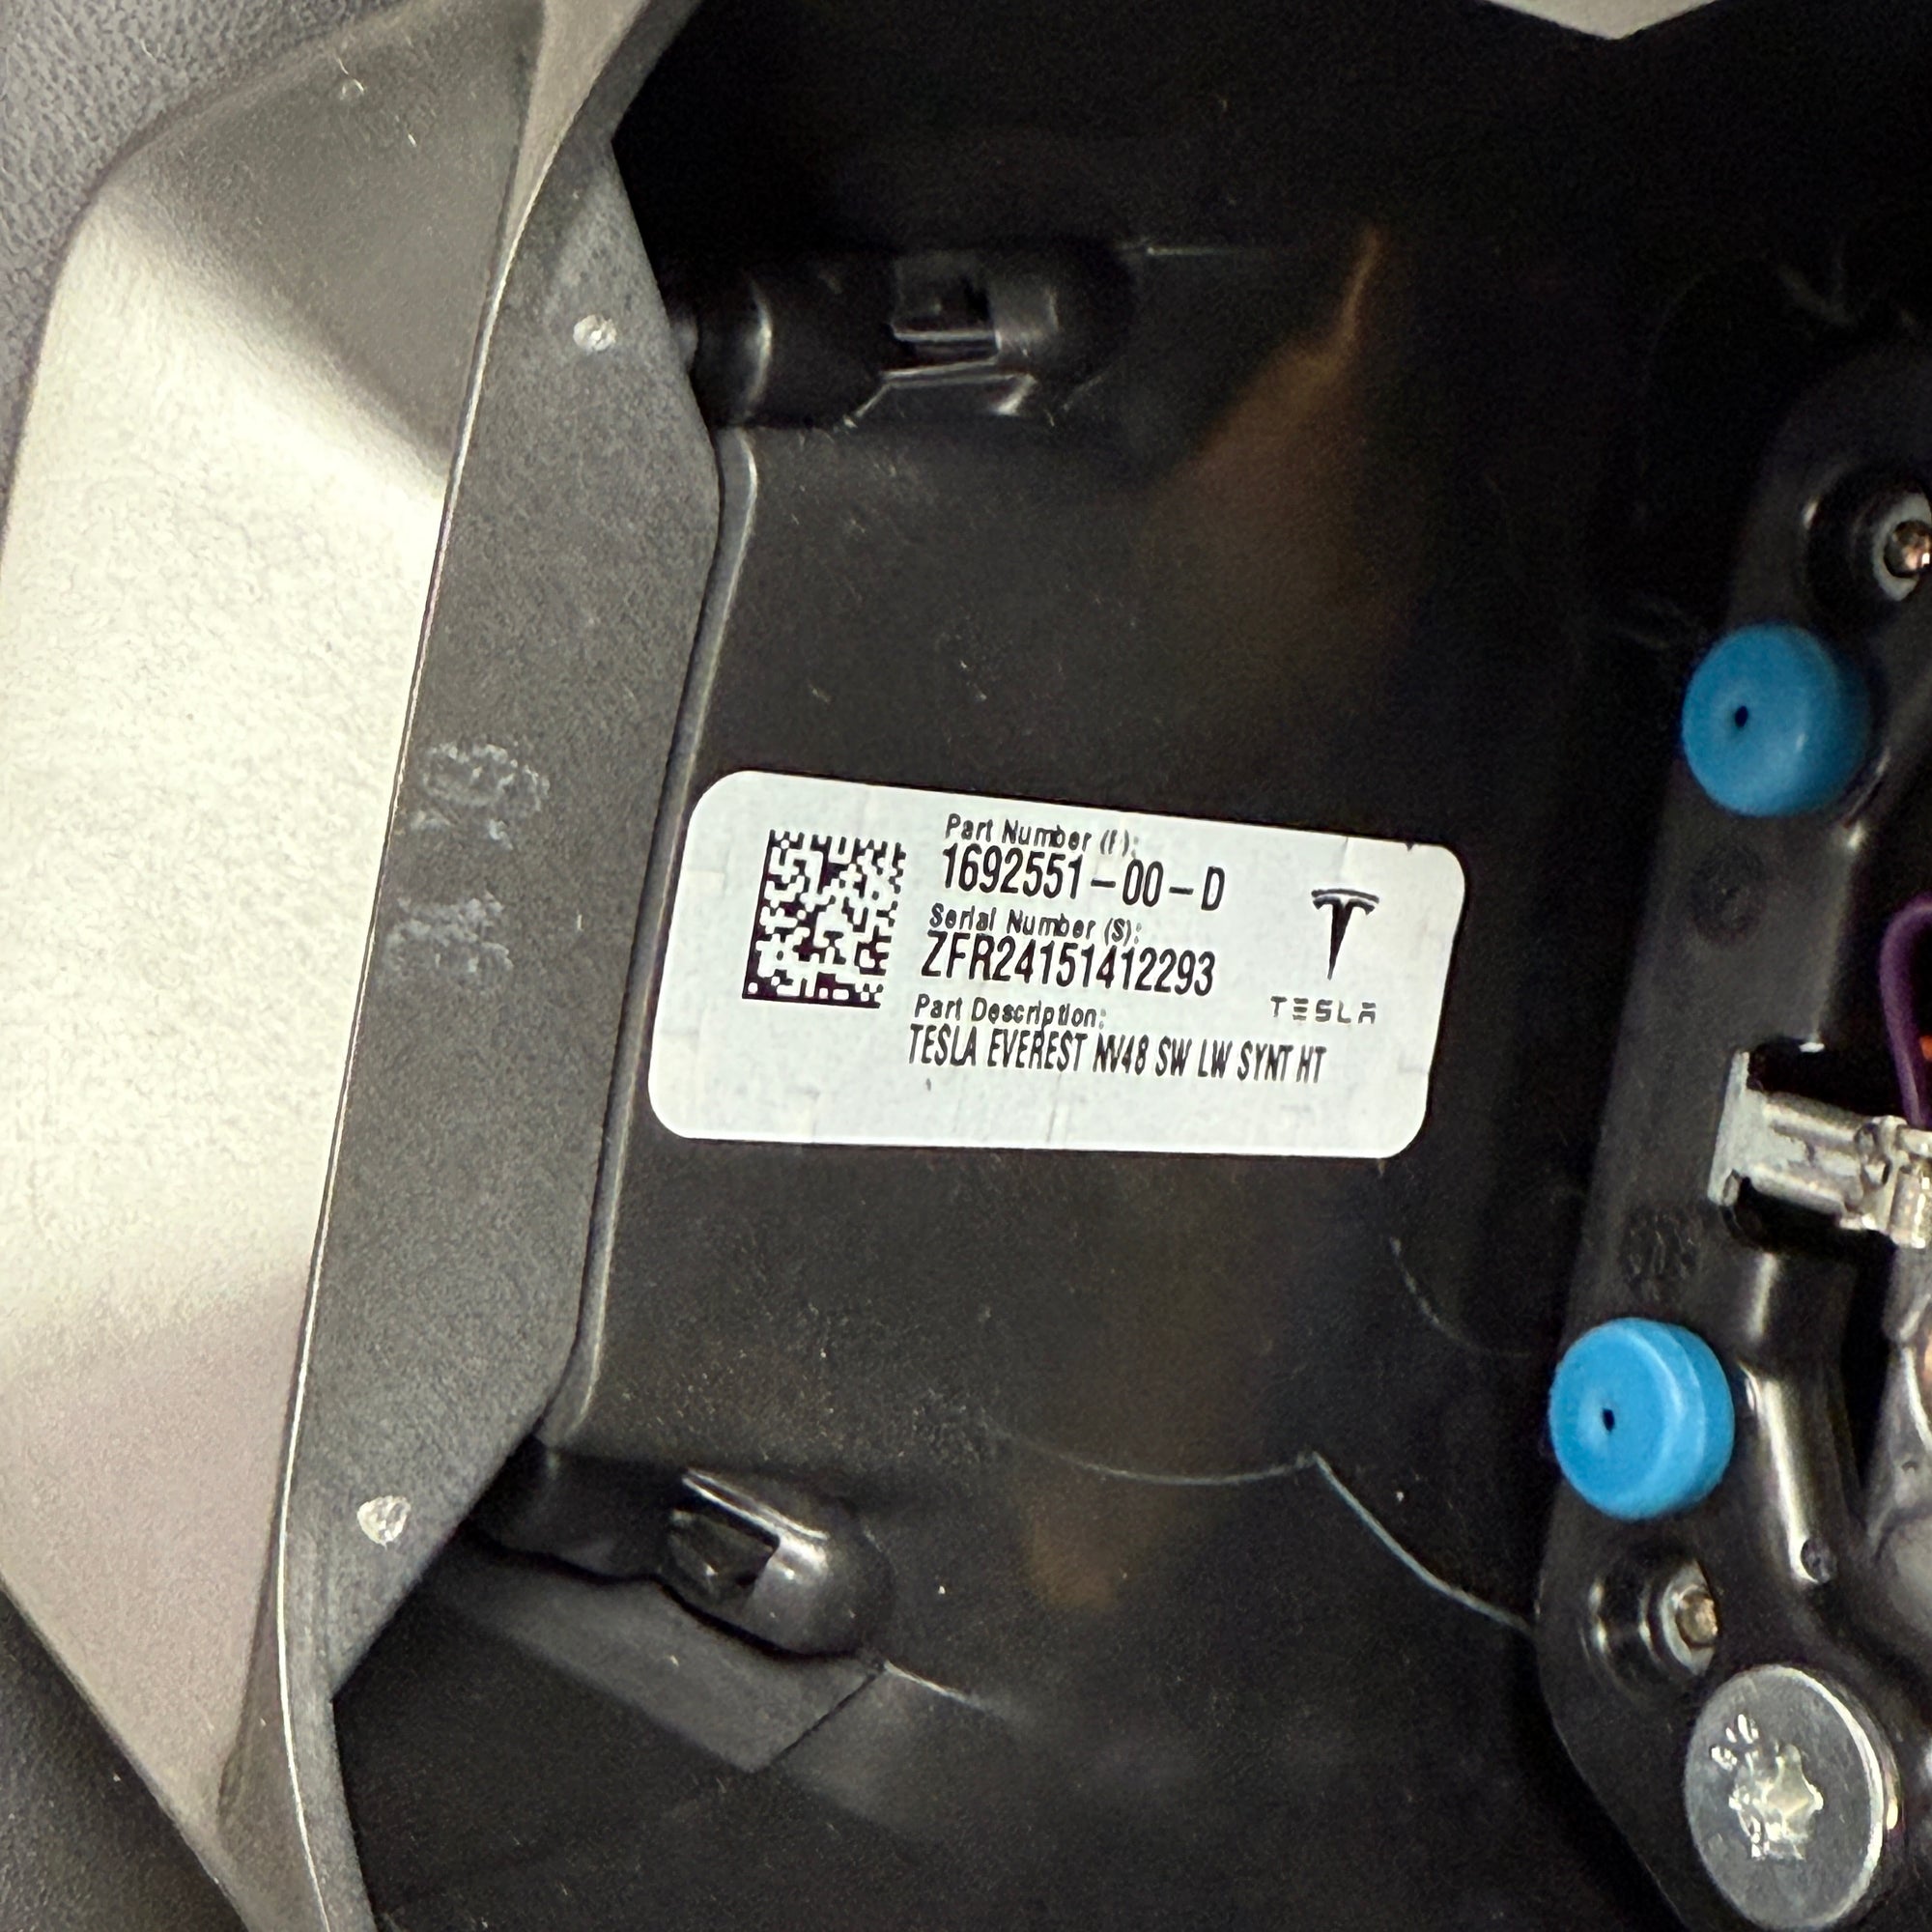 Part Number (P):
1692551-00-D
Serial Number (S):
ZFR24151412293
Part Description:
TESLA EVEREST NV48 SW LW SYNT HT
TESLA